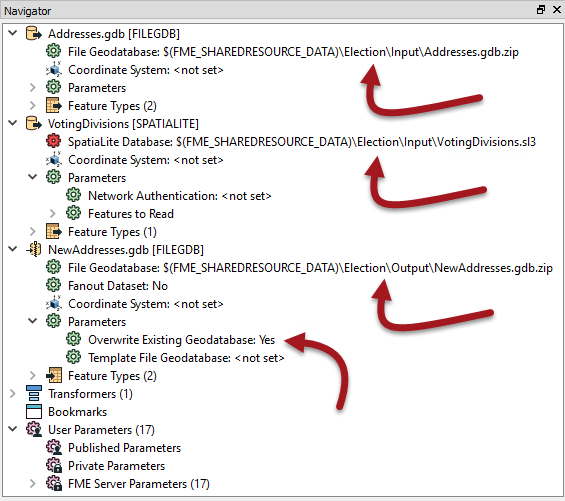 Navigator
Addresses.gdb [FILEGDB]
File Geodatabase: $(FME_SHAREDRESOURCE_DATA)\Election\Input\Addresses.gdb.zip
Coordinate System: <not set>
Parameters
Feature Types (2)
VotingDivisions [SPATIALITE]
SpatiaLite Database: $(FME_SHAREDRESOURCE_DATA)\Election\Input\VotingDivisions.sl3
Coordinate System: <not set>
Parameters
Network Authentication: <not set>
Features to Read
Feature Types (1)
NewAddresses.gdb [FILEGDB]
File Geodatabase: $(FME_SHAREDRESOURCE_DATA)\Election\Output\NewAddresses.gdb.zip
Fanout Dataset: No
Coordinate System: <not set>
Parameters
Overwrite Existing Geodatabase: Yes
Template File Geodatabase: <not set>
Feature Types (2)
Transformers (1)
Bookmarks
User Parameters (17)
Published Parameters
Private Parameters
FME Server Parameters (17)